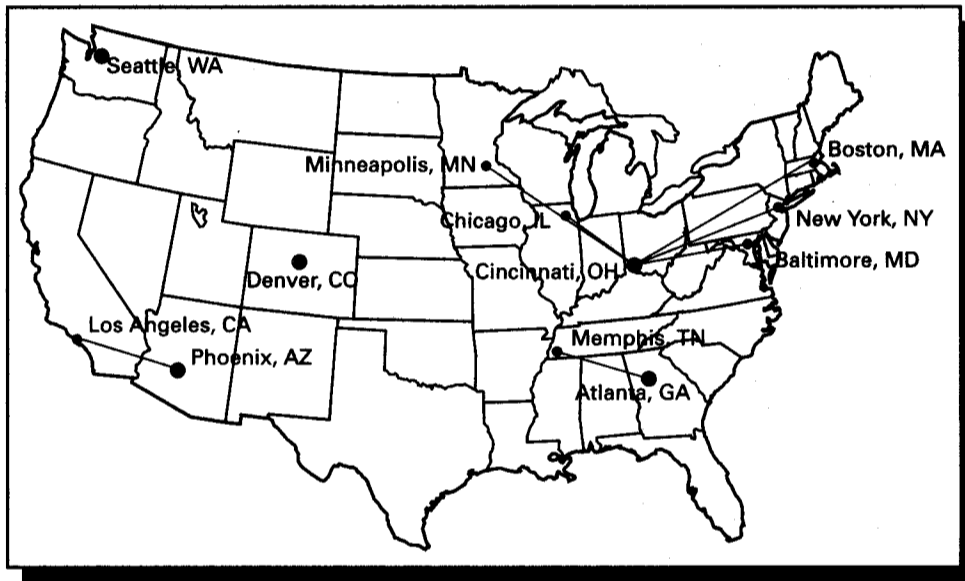 Seattle, WA
Boston, MA
Minneapolis, MN
New York, NY
Chicago, IL
Baltimore, MD
Cincinnati, OH
Denver, CO
Los Angeles, CA
Memphis, TN
Phoenix, AZ
Atlanta, GA